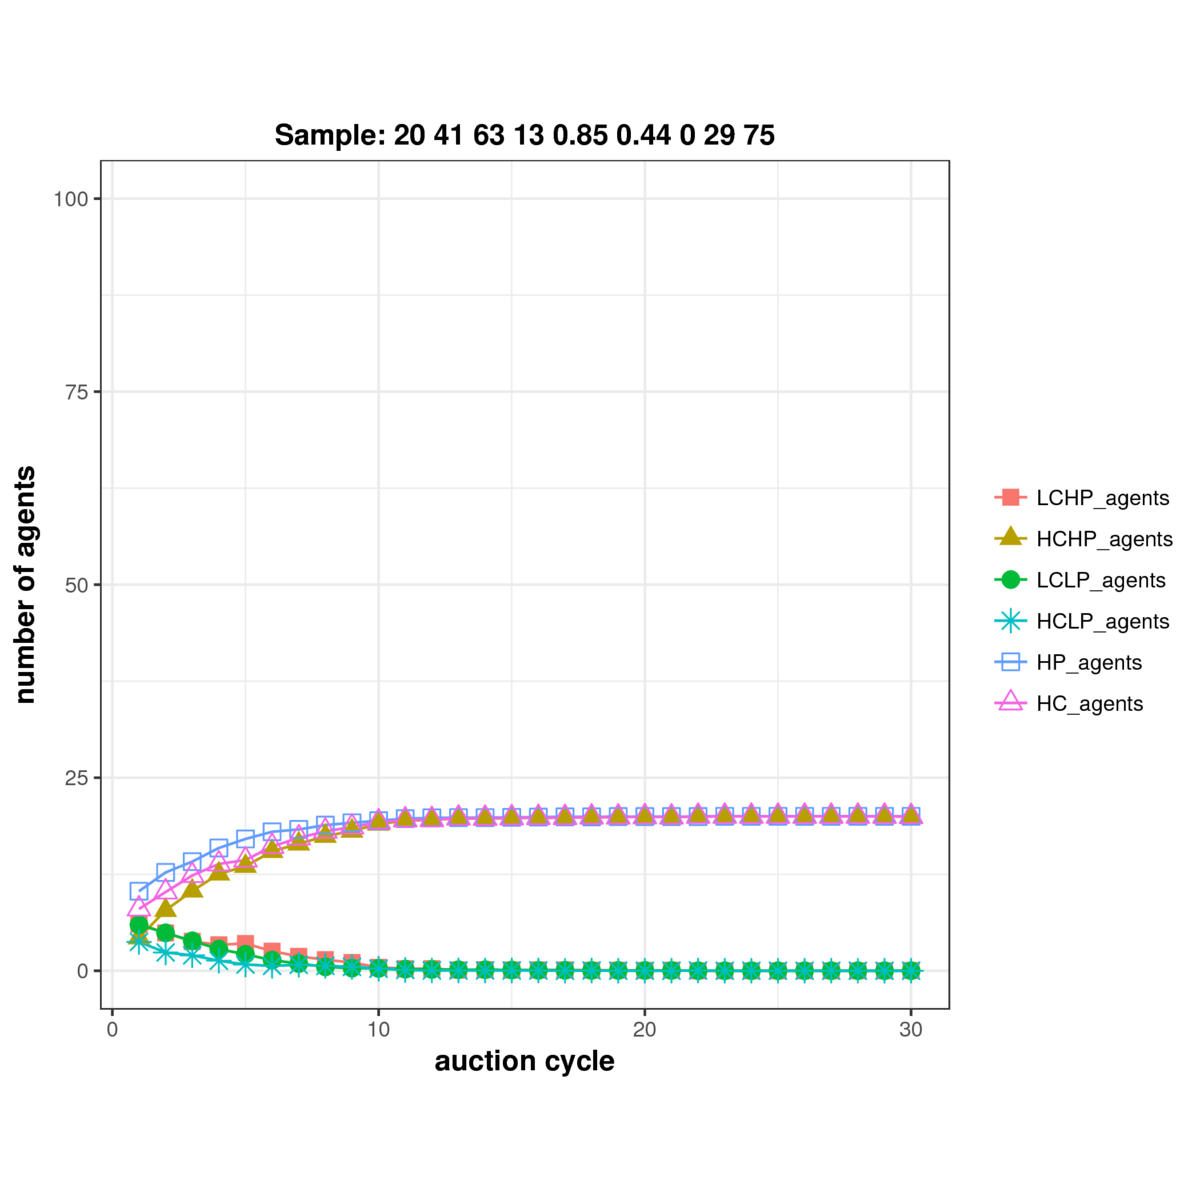 Sample: 20 41 63 13 0.85 0.44 0 29 75
100
75
50
25
0
number of agents
0 10 20 30
auction cycle
LCHP_agents
HCHP_agents
LCLP_agents
HCLP_agents
HP_agents
HC_agents